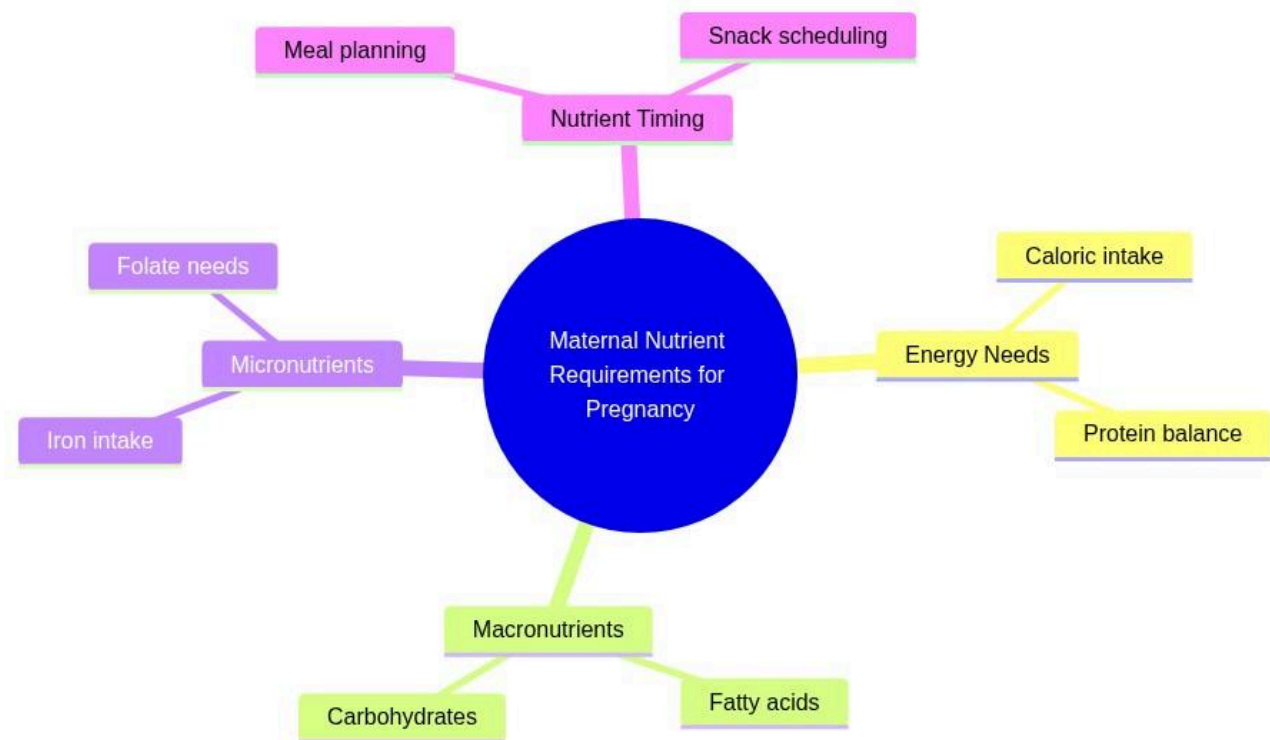 Meal planning
Snack scheduling
Nutrient Timing
Folate needs
Micronutrients
Iron intake
Maternal Nutrient
Requirements for
Pregnancy
Caloric intake
Energy Needs
Protein balance
Macronutrients
Carbohydrates
Fatty acids